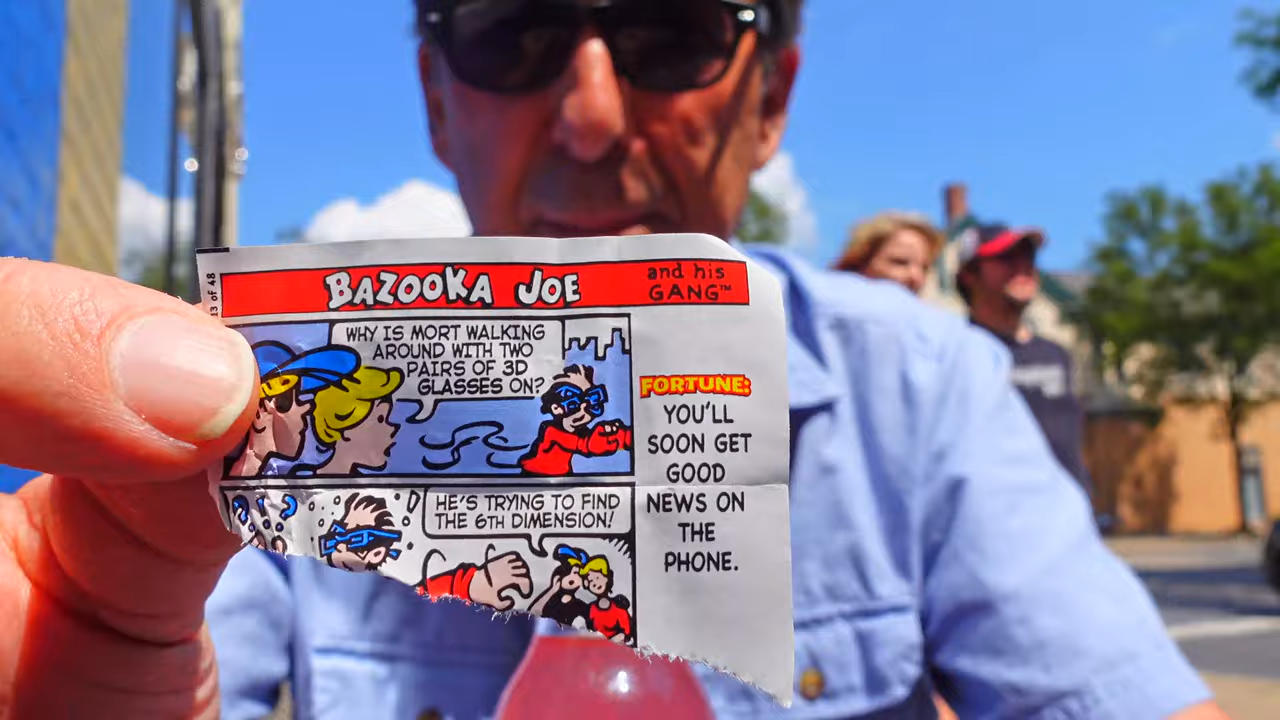 13 of 48
BAZOOKA JOE
and his
GANG™
WHY IS MORT WALKING
AROUND WITH TWO
PAIRS OF 3D
GLASSES ON?
HE'S TRYING TO FIND
THE 6TH DIMENSION!
FORTUNE:
YOU'LL
SOON GET
GOOD
NEWS ON
THE
PHONE.